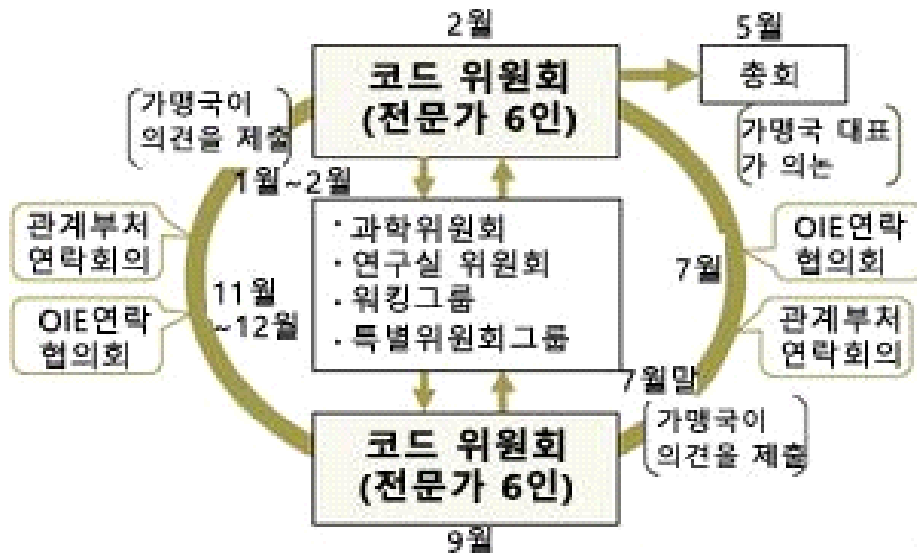 2월
코드 위원회
(전문가 6인)
5월
총회
가맹국 대표
가 의논
가맹국이
의견을 제출
1월~2월
관계부처
연락회의
OIE연락
협의회
11월
~12월
· 과학위원회
· 연구실 위원회
· 워킹그룹
· 특별위원회그룹
7월
OIE연락
협의회
관계부처
연락회의
7월말
가맹국이
의견을 제출
코드 위원회
(전문가 6인)
9월